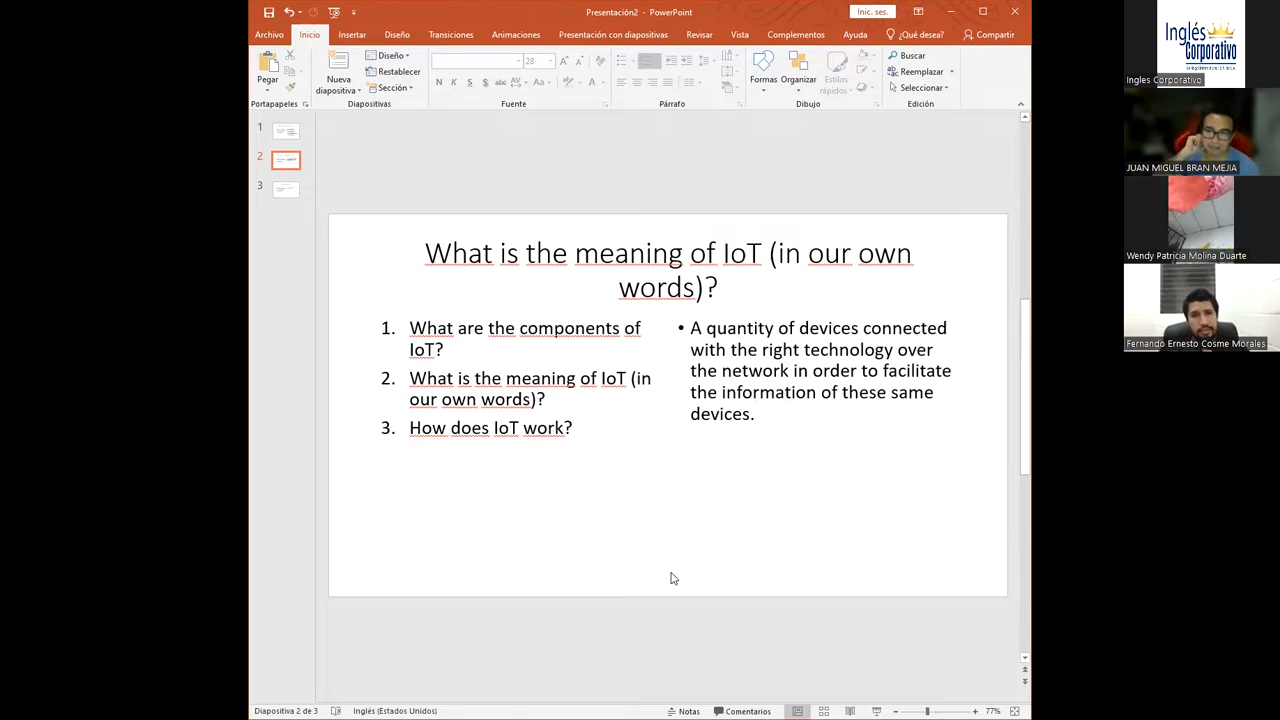 Presentación2 - PowerPoint
Inic. ses.
Archivo Inicio Insertar Diseño Transiciones Animaciones Presentación con diapositivas Revisar Vista Complementos Ayuda ¿Qué desea? Compartir
Pegar
Nueva diapositiva
Diseño
Restablecer
Sección
28
Formas
Organizar
Estilos rápidos
Buscar
Reemplazar
Seleccionar
Portapapeles Diapositivas Fuente Párrafo Dibujo Edición
1
2
3
What is the meaning of IoT (in our own
words)?
1. What are the components of
IoT?
2. What is the meaning of IoT (in
our own words)?
3. How does IoT work?
• A quantity of devices connected
with the right technology over
the network in order to facilitate
the information of these same
devices.
Diapositiva 2 de 3 Inglés (Estados Unidos) Notas Comentarios 77%
Inglés
Corporativo
Ingles Corporativo
JUAN MIGUEL BRAN MEJIA
Wendy Patricia Molina Duarte
Fernando Ernesto Cosme Morales